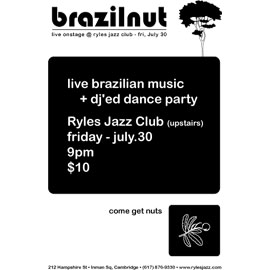 brazilnut
live onstage @ ryles jazz club - fri, July 30
live brazilian music
+ dj'ed dance party
Ryles Jazz Club (upstairs)
friday - july.30
9pm
$10
come get nuts
212 Hampshire St • Inman Sq, Cambridge • (617) 876-9330 • www.rylesjazz.com